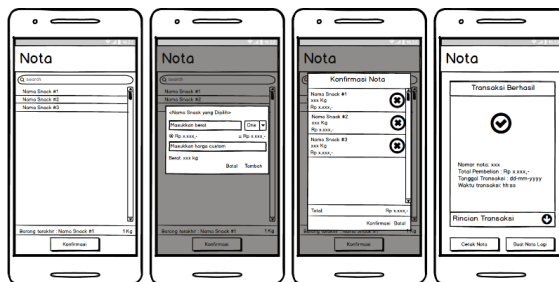 Nota
search
Nama Snack #1
Nama Snack #2
Nama Snack #3
Barang terakhir : Nama Snack #1 1 Kg
Konfirmasi
Nota
search
Nama Snack #1
Nama Snack #2
<Nama Snack yang Dipilih>
Masukkan berat
Rp x.xxx,-
Masukkan harga custom
Berat: xxx kg
Batal Tambah
Barang terakhir : Nama Snack #1 1 Kg
Konfirmasi
Nota
Konfirmasi Nota
Nama Snack #1
xxx Kg
Rp x.xxx,-
Nama Snack #2
xxx Kg
Rp x.xxx,-
Nama Snack #3
xxx Kg
Rp x.xxx,-
Total: Rp x.xxx,-
Konfirmasi Batal
Konfirmasi
Nota
Transaksi Berhasil
Nomor nota: xxx
Total Pembelian : Rp x.xxx,-
Tanggal Transaksi : dd-mm-yyyy
Waktu transaksi: hh:ss
Rincian Transaksi
Cetak Nota Buat Nota Lagi